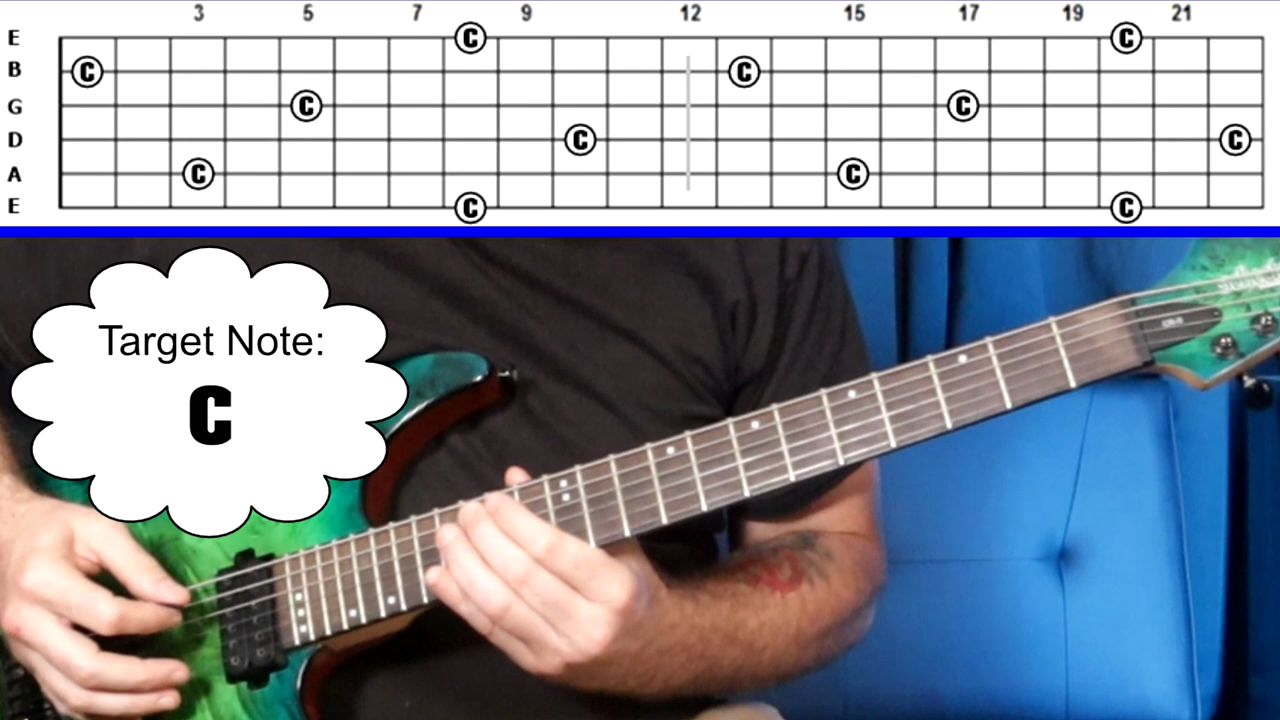 3 5 7 9 12 15 17 19 21
E C C
B C C
G C C
D C C
A C C
E C C
Target Note:
C